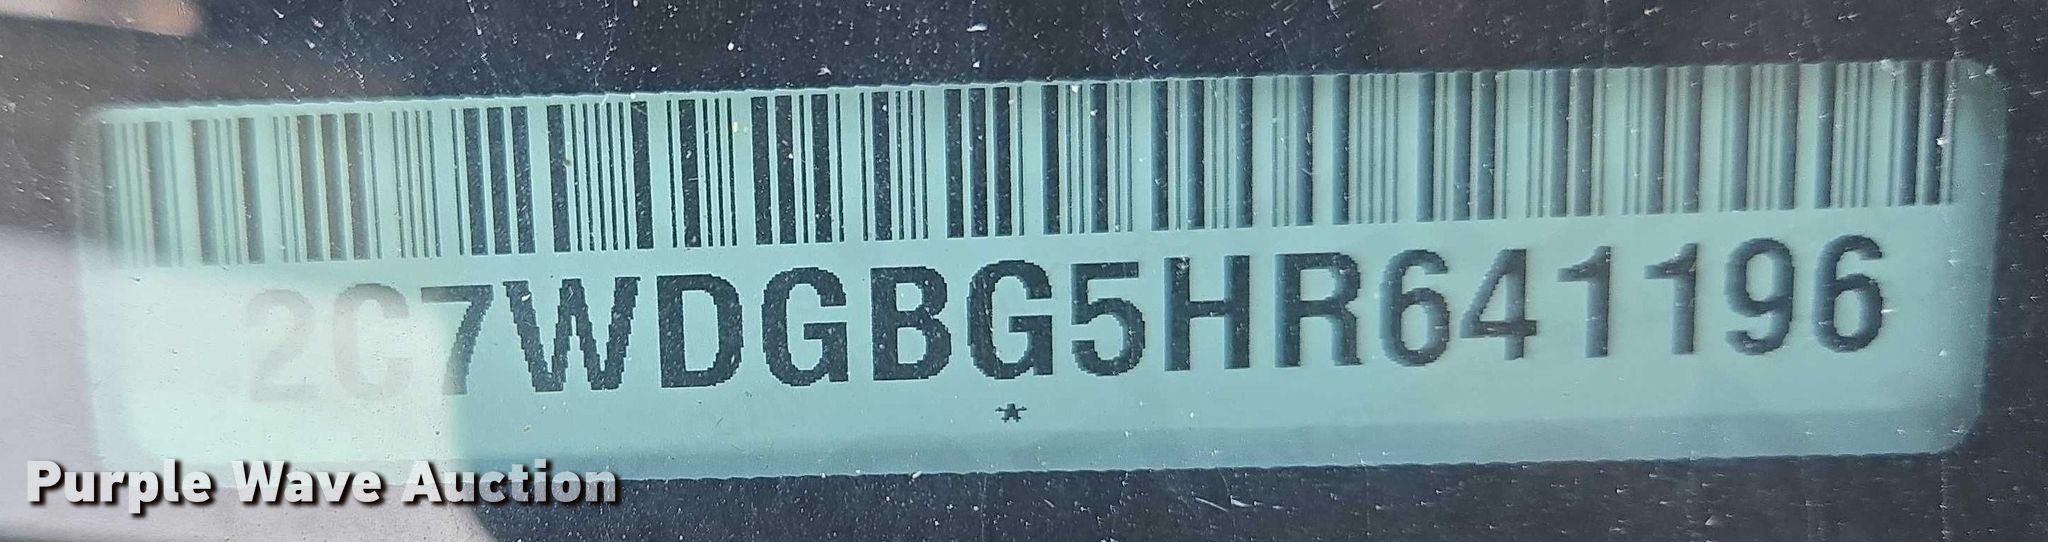 2C7WDGBG5HR641196
*
Purple Wave Auction